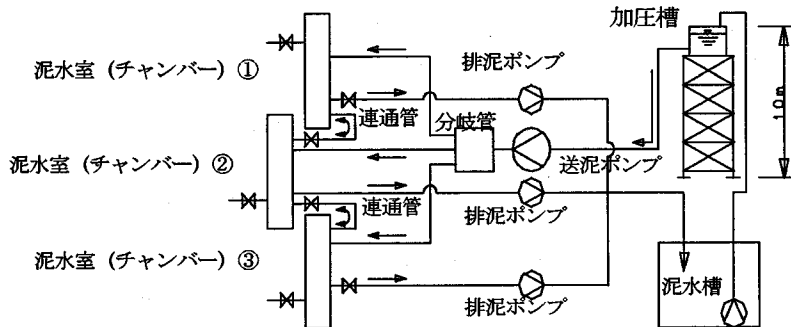 加圧槽
泥水室 (チャンバー) ①
排泥ポンプ
10m
連通管
分岐管
泥水室 (チャンバー) ②
送泥ポンプ
連通管
排泥ポンプ
泥水室 (チャンバー) ③
泥水槽
排泥ポンプ